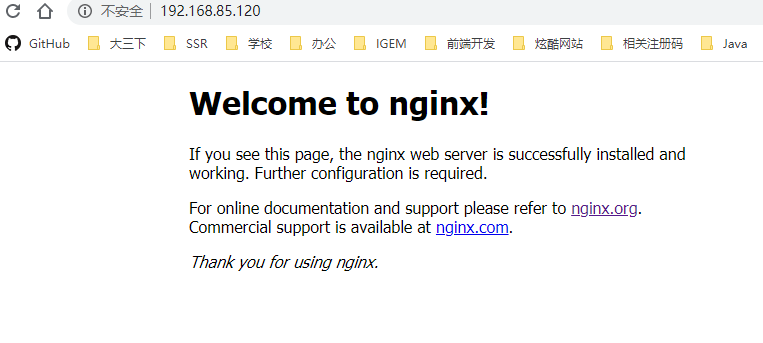 不安全 192.168.85.120
GitHub 大三下 SSR 学校 办公 IGEM 前端开发 炫酷网站 相关注册码 Java
Welcome to nginx!
If you see this page, the nginx web server is successfully installed and
working. Further configuration is required.
For online documentation and support please refer to nginx.org.
Commercial support is available at nginx.com.
Thank you for using nginx.